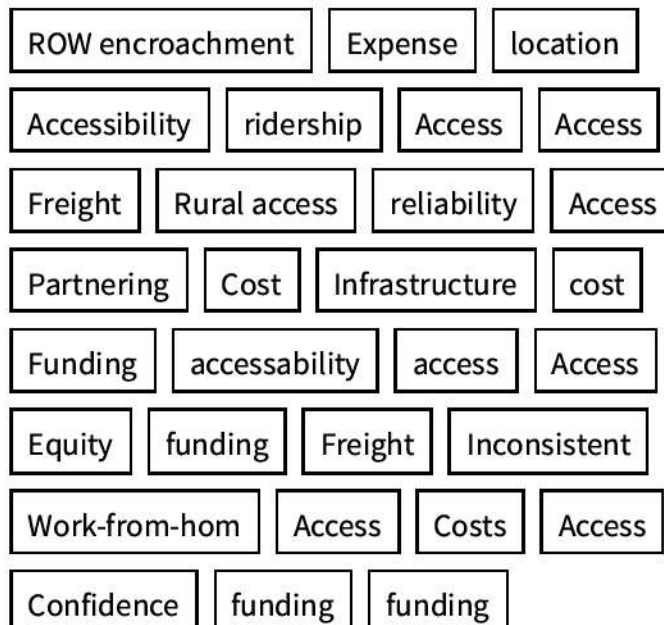 ROW encroachment Expense location
Accessibility ridership Access Access
Freight Rural access reliability Access
Partnering Cost Infrastructure cost
Funding accessability access Access
Equity funding Freight Inconsistent
Work-from-hom Access Costs Access
Confidence funding funding